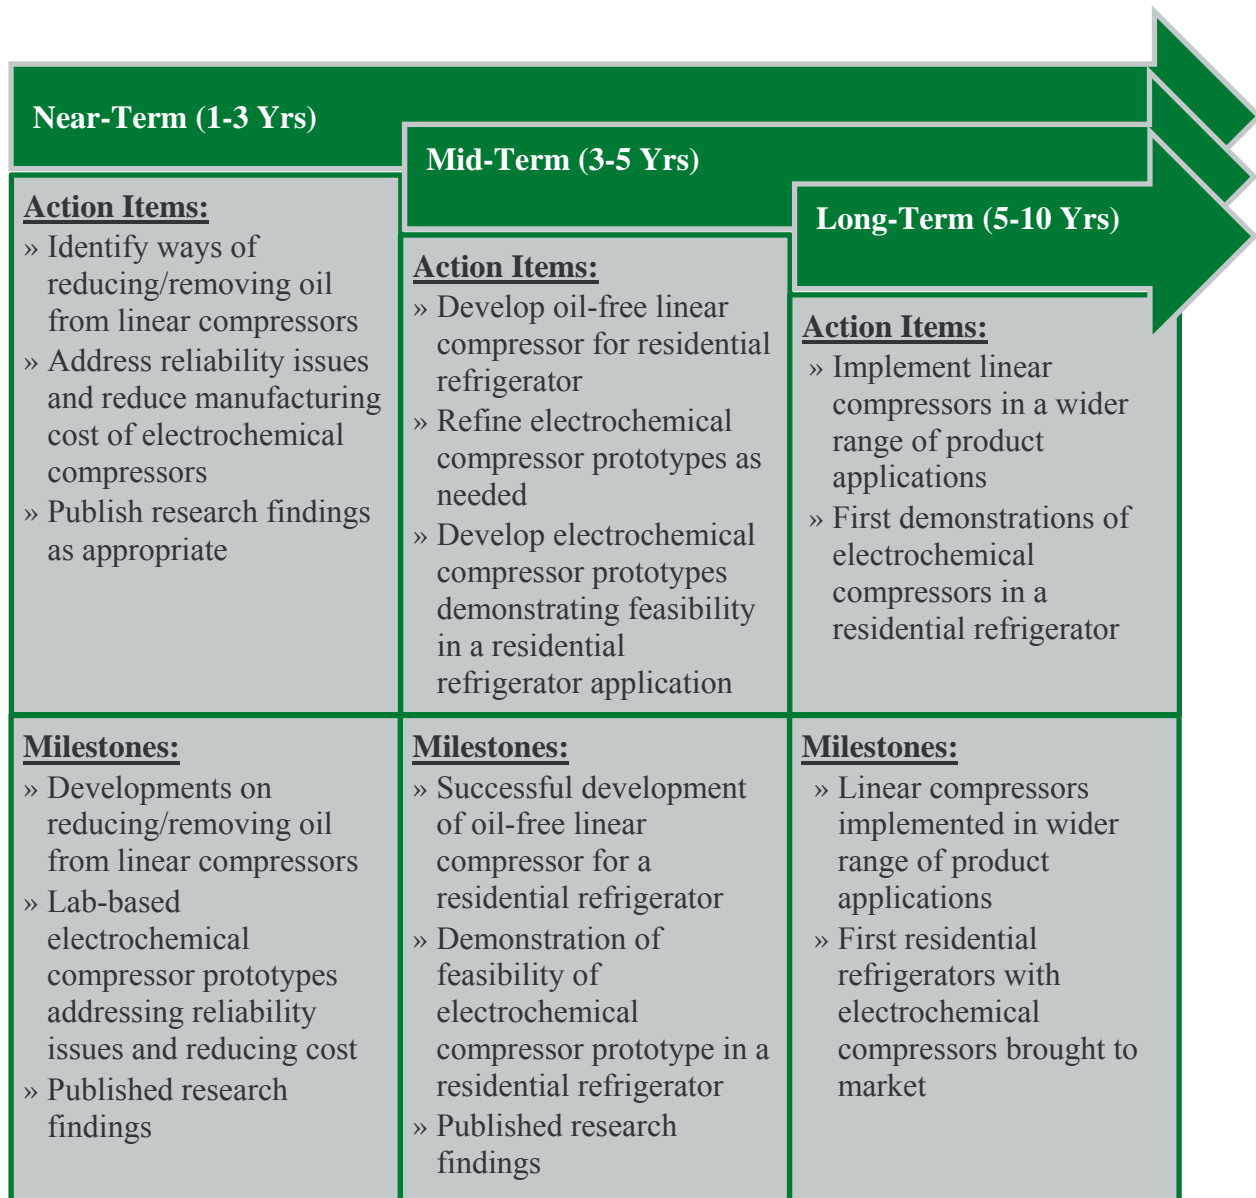 Near-Term (1-3 Yrs)
Action Items:
» Identify ways of
reducing/removing oil
from linear compressors
» Address reliability issues
and reduce manufacturing
cost of electrochemical
compressors
» Publish research findings
as appropriate
Milestones:
» Developments on
reducing/removing oil
from linear compressors
» Lab-based
electrochemical
compressor prototypes
addressing reliability
issues and reducing cost
» Published research
findings
Mid-Term (3-5 Yrs)
Action Items:
» Develop oil-free linear
compressor for residential
refrigerator
» Refine electrochemical
compressor prototypes as
needed
» Develop electrochemical
compressor prototypes
demonstrating feasibility
in a residential
refrigerator application
Milestones:
» Successful development
of oil-free linear
compressor for a
residential refrigerator
» Demonstration of
feasibility of
electrochemical
compressor prototype in a
residential refrigerator
» Published research
findings
Long-Term (5-10 Yrs)
Action Items:
» Implement linear
compressors in a wider
range of product
applications
» First demonstrations of
electrochemical
compressors in a
residential refrigerator
Milestones:
» Linear compressors
implemented in wider
range of product
applications
» First residential
refrigerators with
electrochemical
compressors brought to
market